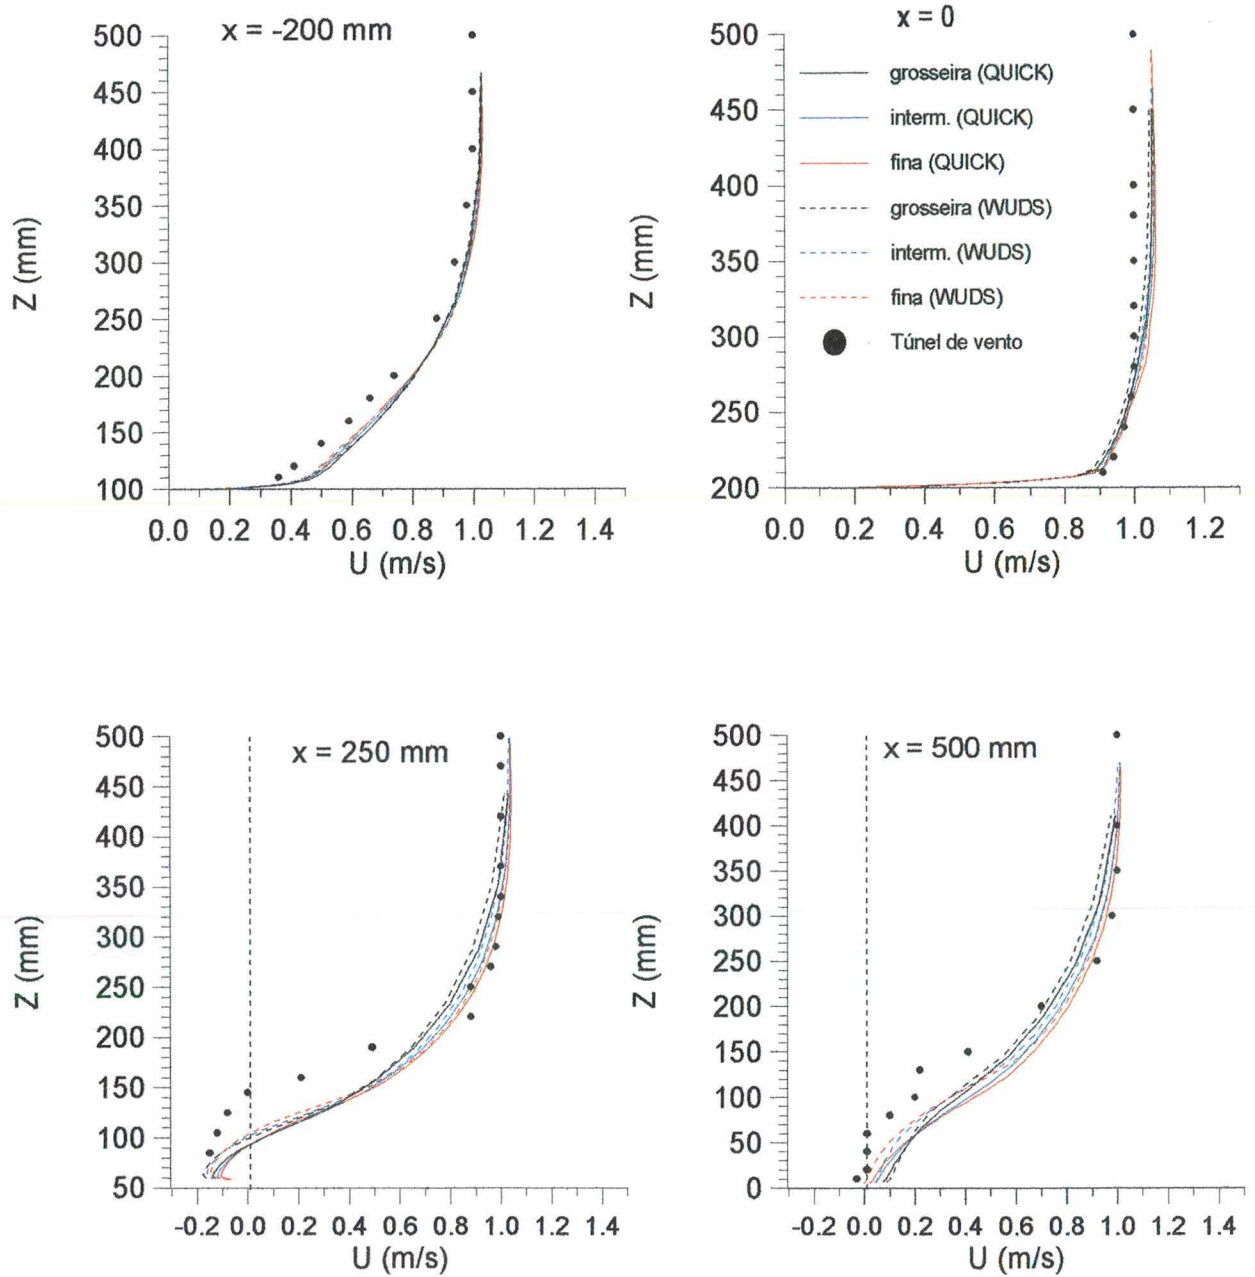 x = -200 mm
500
450
400
350
300
250
200
150
100
Z (mm)
0.0 0.2 0.4 0.6 0.8 1.0 1.2 1.4
U (m/s)
x = 0
500
450
400
300
250
200
Z (mm)
grosseira (QUICK)
interm. (QUICK)
fina (QUICK)
grosseira (WUDS)
interm. (WUDS)
fina (WUDS)
Túnel de vento
0.0 0.2 0.4 0.6 0.8 1.0 1.2
U (m/s)
x = 250 mm
500
450
400
350
300
250
200
150
100
50
Z (mm)
-0.2 0.0 0.2 0.4 0.6 0.8 1.0 1.2 1.4
U (m/s)
x = 500 mm
500
450
400
350
300
250
200
150
100
50
0
Z (mm)
-0.2 0.0 0.2 0.4 0.6 0.8 1.0 1.2 1.4
U (m/s)